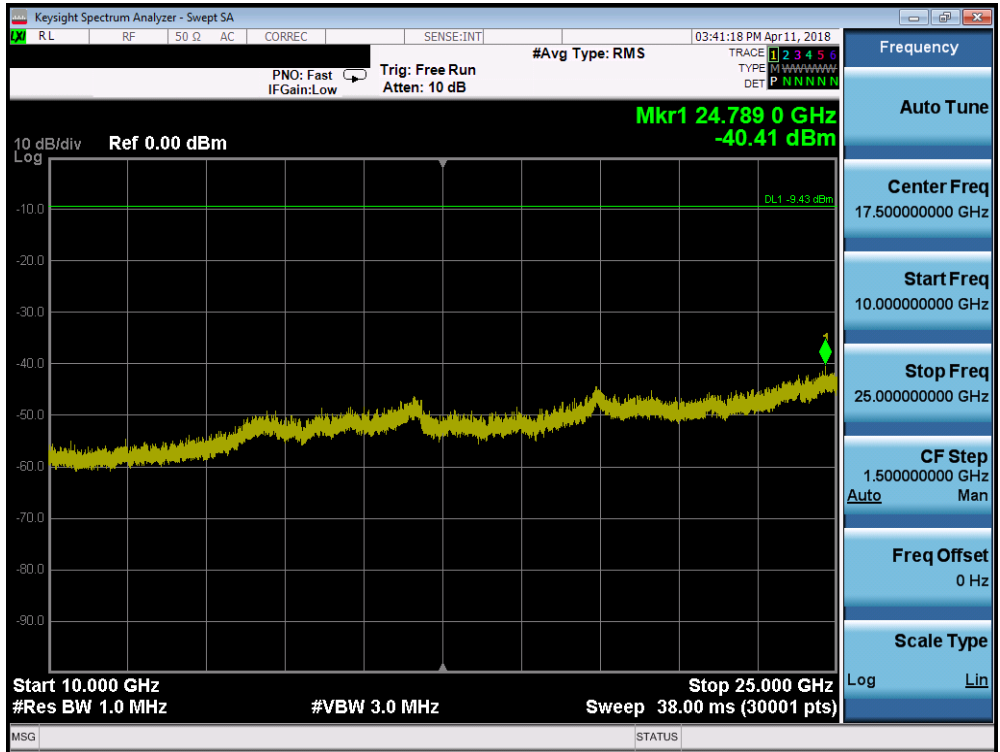 Keysight Spectrum Analyzer - Swept SA
LXI RL RF 50 Ω AC CORREC SENSE:INT 03:41:18 PM Apr 11, 2018
#Avg Type: RMS
TRACE 1 2 3 4 5 6
TYPE M WWWWW
DET P N N N N N
PNO: Fast
IFGain:Low
Trig: Free Run
Atten: 10 dB
Mkr1 24.789 0 GHz
-40.41 dBm
10 dB/div
Log
Ref 0.00 dBm
DL1 -9.43 dBm
1
-10.0
-20.0
-30.0
-40.0
-50.0
-60.0
-70.0
-80.0
-90.0
Start 10.000 GHz
Stop 25.000 GHz
#Res BW 1.0 MHz
#VBW 3.0 MHz
Sweep 38.00 ms (30001 pts)
MSG
STATUS
Frequency
Auto Tune
Center Freq
17.500000000 GHz
Start Freq
10.000000000 GHz
Stop Freq
25.000000000 GHz
CF Step
1.500000000 GHz
Auto Man
Freq Offset
0 Hz
Scale Type
Log Lin